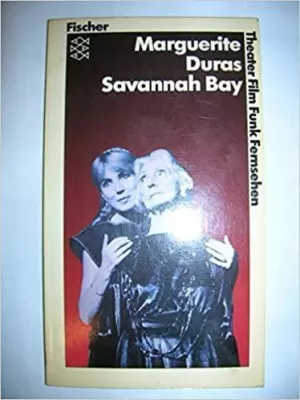 Fischer
Marguerite
Duras
Savannah Bay
Theater Film Funk Fernsehen